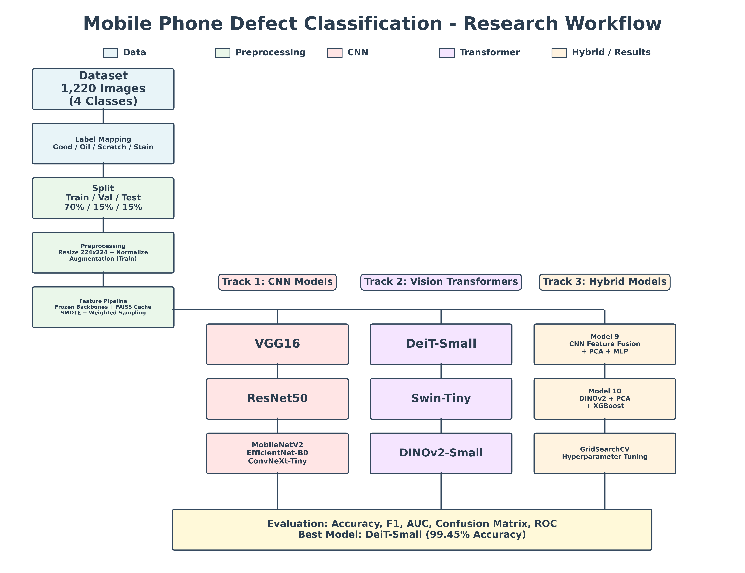 Mobile Phone Defect Classification - Research Workflow
Data
Preprocessing
CNN
Transformer
Hybrid / Results
Dataset
1,220 Images
(4 Classes)
Label Mapping
Good / Oil / Scratch / Stain
Split
Train / Val / Test
70% / 15% / 15%
Preprocessing
Resize 224x224 — Normalize
Augmentation (Train)
Feature Pipeline
Frozen Backbones FAISS Cache
SMOTE — Weighted Sampling
Track 1: CNN Models
Track 2: Vision Transformers
Track 3: Hybrid Models
VGG16
ResNet50
MobileNetV2
EfficientNet-B0
ConvNeXt-Tiny
DeiT-Small
Swin-Tiny
DINOv2-Small
Model 9
CNN Feature Fusion
+ PCA + MLP
Model 10
DINOv2 + PCA
+ XGBoost
GridSearchCV
Hyperparameter Tuning
Evaluation: Accuracy, F1, AUC, Confusion Matrix, ROC
Best Model: DeiT-Small (99.45% Accuracy)